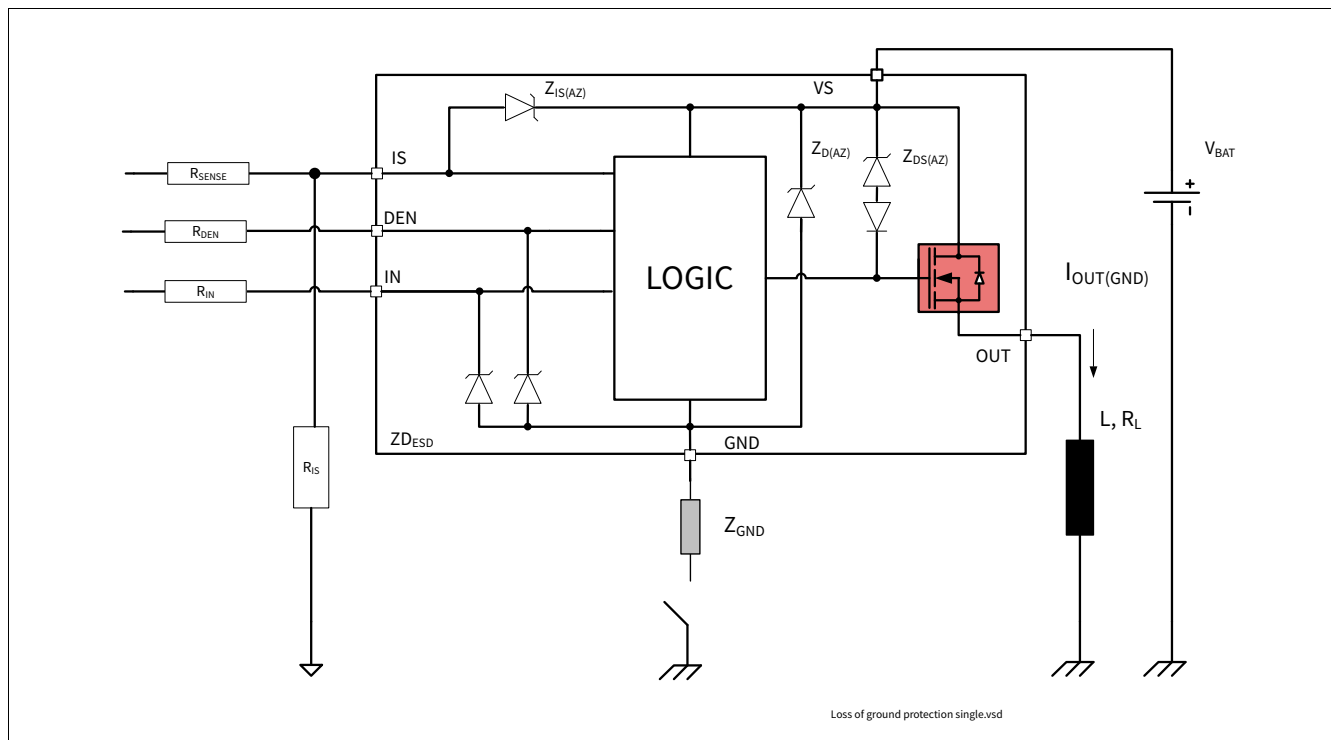 VS
Z_IS(AZ)
Z_D(AZ)
Z_DS(AZ)
V_BAT
IS
R_SENSE
+
DEN
R_DEN
-
LOGIC
IN
R_IN
I_OUT(GND)
OUT
L, R_L
ZD_ESD
GND
R_IS
Z_GND
Loss of ground protection single.vsd